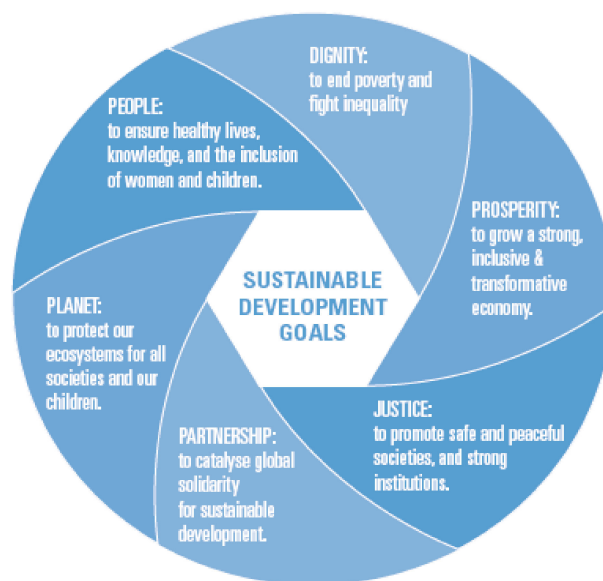 DIGNITY:
to end poverty and
fight inequality
PROSPERITY:
to grow a strong,
inclusive &
transformative
economy.
JUSTICE:
to promote safe and peaceful
societies, and strong
institutions.
PARTNERSHIP:
to catalyse global
solidarity
for sustainable
development.
PLANET:
to protect our
ecosystems for all
societies and our
children.
PEOPLE:
to ensure healthy lives,
knowledge, and the inclusion
of women and children.
SUSTAINABLE
DEVELOPMENT
GOALS